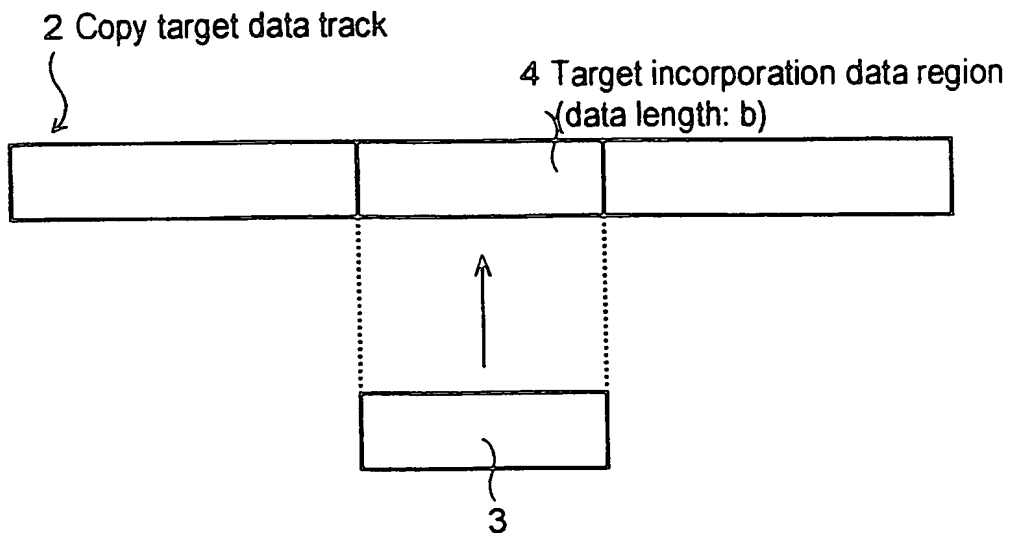 2 Copy target data track
4 Target incorporation data region
(data length: b)
3